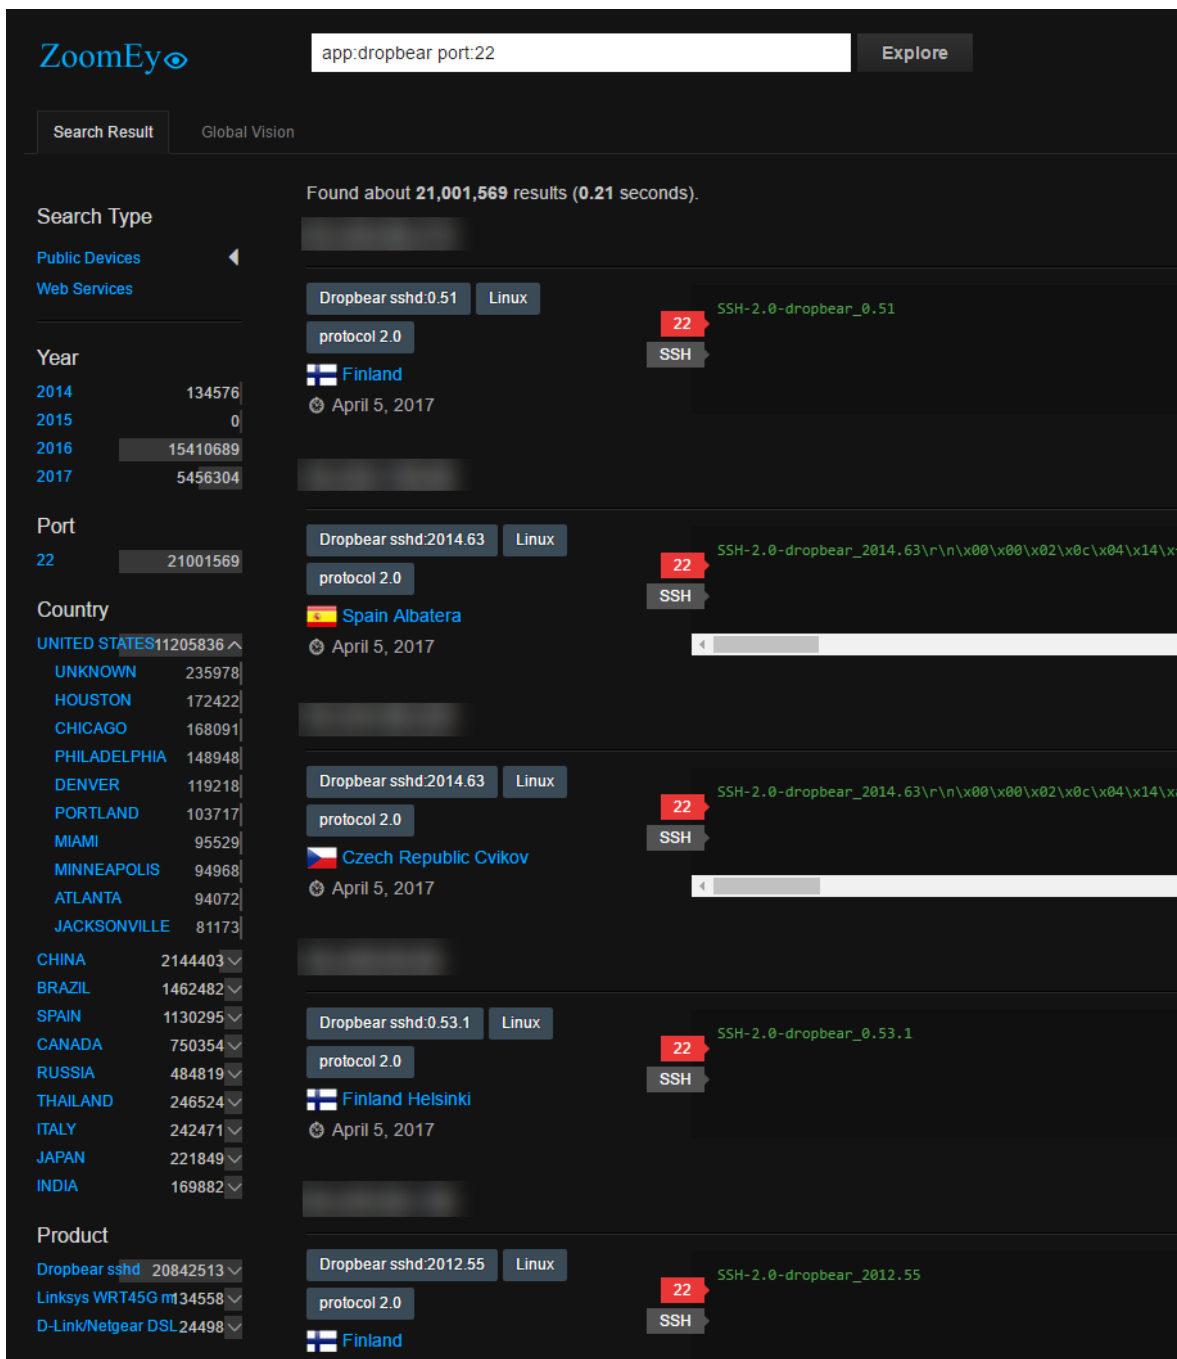 ZoomEy
app:dropbear port:22
Explore
Search Result
Global Vision
Found about 21,001,569 results (0.21 seconds).
Search Type
Public Devices
Web Services
Year
2014 134576
2015 0
2016 15410689
2017 5456304
Port
22 21001569
Country
UNITED STATES 11205836
UNKNOWN 235978
HOUSTON 172422
CHICAGO 168091
PHILADELPHIA 148948
DENVER 119218
PORTLAND 103717
MIAMI 95529
MINNEAPOLIS 94968
ATLANTA 94072
JACKSONVILLE 81173
CHINA 2144403
BRAZIL 1462482
SPAIN 1130295
CANADA 750354
RUSSIA 484819
THAILAND 246524
ITALY 242471
JAPAN 221849
INDIA 169882
Product
Dropbear sshd 20842513
Linksys WRT45G m 134558
D-Link/Netgear DSL 24498
Dropbear sshd:0.51 Linux
protocol 2.0
Finland
April 5, 2017
22
SSH
SSH-2.0-dropbear_0.51
Dropbear sshd:2014.63 Linux
protocol 2.0
Spain Albatera
April 5, 2017
22
SSH
SSH-2.0-dropbear_2014.63\r\n\x00\x00\x02\x0c\x04\x14\x
Dropbear sshd:2014.63 Linux
protocol 2.0
Czech Republic Cvikov
April 5, 2017
22
SSH
SSH-2.0-dropbear_2014.63\r\n\x00\x00\x02\x0c\x04\x14\x
Dropbear sshd:0.53.1 Linux
protocol 2.0
Finland Helsinki
April 5, 2017
22
SSH
SSH-2.0-dropbear_0.53.1
Dropbear sshd:2012.55 Linux
protocol 2.0
Finland
22
SSH
SSH-2.0-dropbear_2012.55